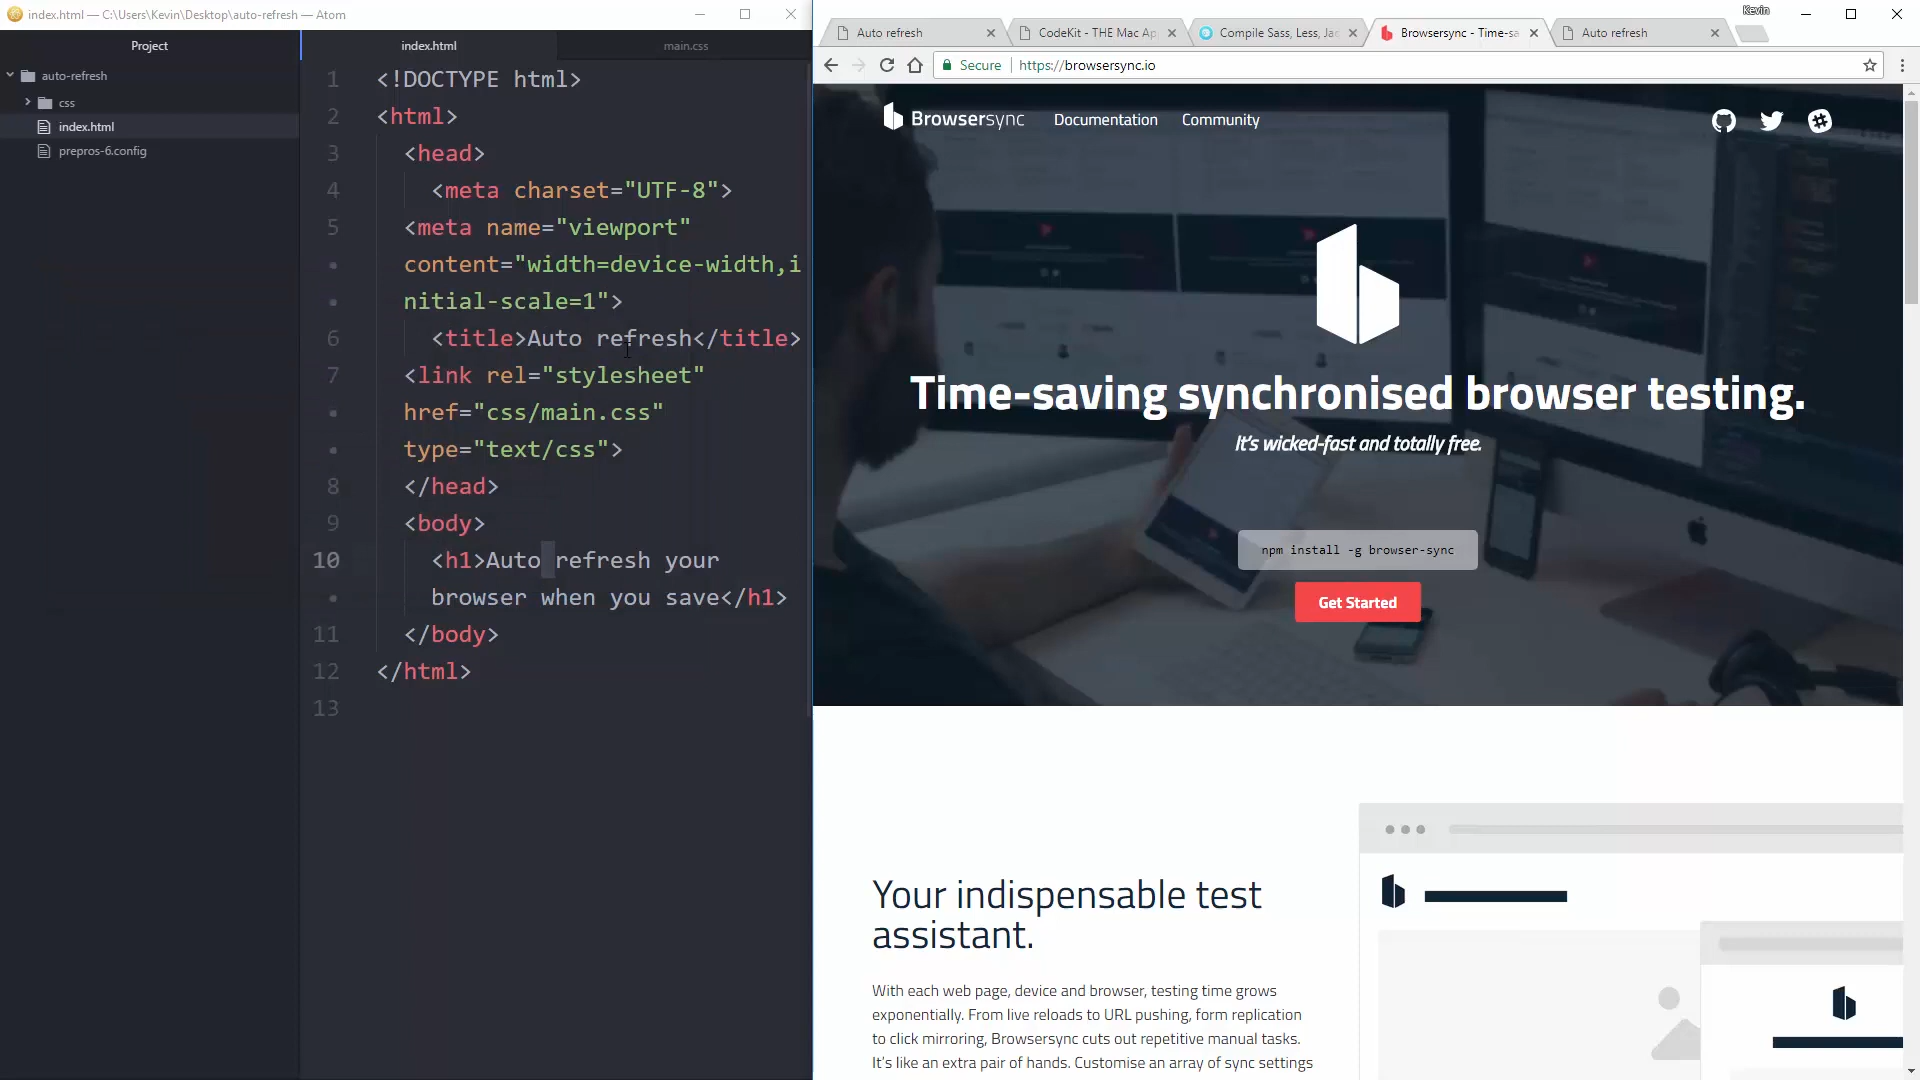 index.html — C:\Users\Kevin\Desktop\auto-refresh — Atom
Project
auto-refresh
css
index.html
prepros-6.config
index.html
main.css
1 <!DOCTYPE html>
2 <html>
3 <head>
4 <meta charset="UTF-8">
5 <meta name="viewport"
content="width=device-width,i
nitial-scale=1">
6 <title>Auto refresh</title>
7 <link rel="stylesheet"
href="css/main.css"
type="text/css">
8 </head>
9 <body>
10 <h1>Auto refresh your
browser when you save</h1>
11 </body>
12 </html>
13
Kevin
Auto refresh
CodeKit - THE Mac Ap
Compile Sass, Less, Ja
Browsersync - Time-sa
Auto refresh
Secure https://browsersync.io
Browsersync Documentation Community
Time-saving synchronised browser testing.
It's wicked-fast and totally free.
npm install -g browser-sync
Get Started
Your indispensable test
assistant.
With each web page, device and browser, testing time grows
exponentially. From live reloads to URL pushing, form replication
to click mirroring, Browsersync cuts out repetitive manual tasks.
It's like an extra pair of hands. Customise an array of sync settings